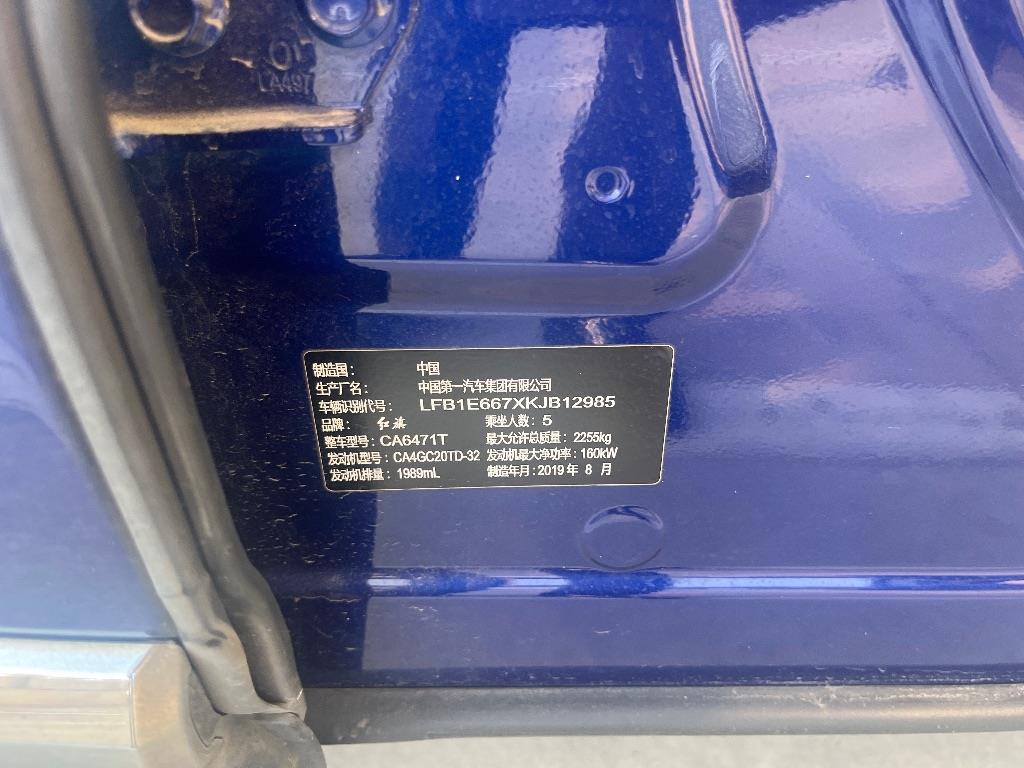 LA49T
制造国： 中国
生产厂名： 中国第一汽车集团有限公司
车辆识别代号： LFB1E667XKJB12985
品牌： 红旗 乘坐人数：5
整车型号：CA6471T 最大允许总质量：2255kg
发动机型号：CA4GC20TD-32 发动机最大净功率：160kW
发动机排量：1989mL 制造年月：2019年 8 月